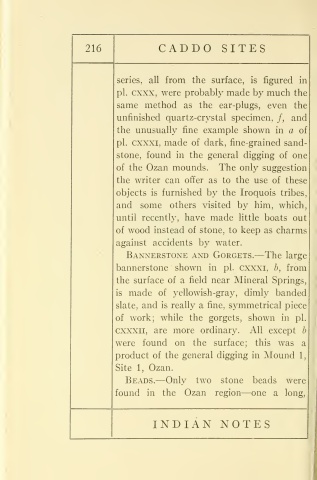 216
CADDO SITES
series, all from the surface, is figured in
pl. CXXX, were probably made by much the
same method as the ear-plugs, even the
unfinished quartz-crystal specimen, f, and
the unusually fine example shown in a of
pl. CXXXI, made of dark, fine-grained sand-
stone, found in the general digging of one
of the Ozan mounds. The only suggestion
the writer can offer as to the use of these
objects is furnished by the Iroquois tribes,
and some others visited by him, which,
until recently, have made little boats out
of wood instead of stone, to keep as charms
against accidents by water.
BANNERSTONE AND GORGETS.—The large
bannerstone shown in pl. CXXXI, b, from
the surface of a field near Mineral Springs,
is made of yellowish-gray, dimly banded
slate, and is really a fine, symmetrical piece
of work; while the gorgets, shown in pl.
CXXXII, are more ordinary. All except b
were found on the surface; this was a
product of the general digging in Mound 1,
Site 1, Ozan.
BEADS.—Only two stone beads were
found in the Ozan region—one a long,
INDIAN NOTES